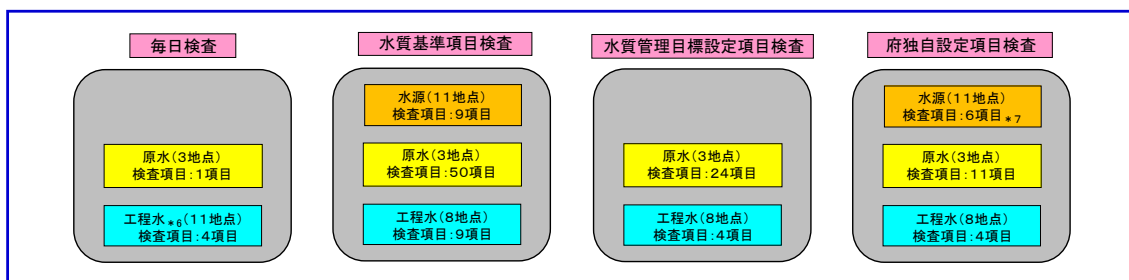 毎日検査
原水(3地点)
検査項目:1項目
工程水*6(11地点)
検査項目:4項目
水質基準項目検査
水源(11地点)
検査項目:9項目
原水(3地点)
検査項目:50項目
工程水(8地点)
検査項目:9項目
水質管理目標設定項目検査
原水(3地点)
検査項目:24項目
工程水(8地点)
検査項目:4項目
府独自設定項目検査
水源(11地点)
検査項目:6項目*7
原水(3地点)
検査項目:11項目
工程水(8地点)
検査項目:4項目